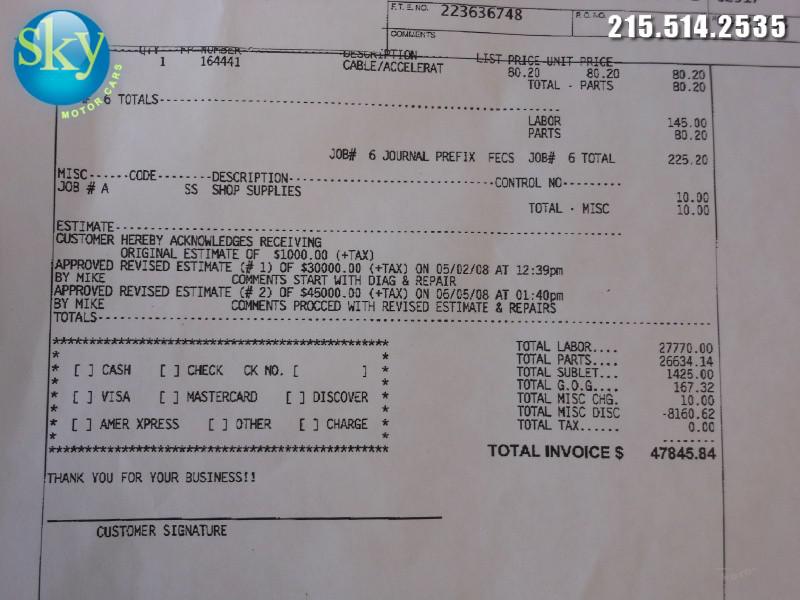 F.T.E. NO. 223636748
P.O. NO.
215.514.2535
COMMENTS
Sky
MOTOR CARS
QTY NUMBER DESCRIPTION LIST PRICE UNIT PRICE
1 164441 CABLE/ACCELERAT 80.20 80.20 80.20
TOTAL - PARTS 80.20
6 TOTALS
LABOR 145.00
PARTS 80.20
JOB# 6 JOURNAL PREFIX FECS JOB# 6 TOTAL 225.20
MISC------CODE-------DESCRIPTION---------CONTROL NO--------
JOB # A SS SHOP SUPPLIES 10.00
TOTAL - MISC 10.00
ESTIMATE
CUSTOMER HEREBY ACKNOWLEDGES RECEIVING
ORIGINAL ESTIMATE OF $1000.00 (+TAX)
APPROVED REVISED ESTIMATE (# 1) OF $30000.00 (+TAX) ON 05/02/08 AT 12:39pm
BY MIKE COMMENTS START WITH DIAG & REPAIR
APPROVED REVISED ESTIMATE (# 2) OF $45000.00 (+TAX) ON 06/05/08 AT 01:40pm
BY MIKE COMMENTS PROCCED WITH REVISED ESTIMATE & REPAIRS
TOTALS
TOTAL LABOR.... 27770.00
TOTAL PARTS.... 26634.14
TOTAL SUBLET... 1425.00
TOTAL G.O.G.... 167.32
TOTAL MISC CHG. 10.00
TOTAL MISC DISC -8160.62
TOTAL TAX...... 0.00
TOTAL INVOICE $ 47845.84
[ ] CASH [ ] CHECK CK NO. [ ]
[ ] VISA [ ] MASTERCARD [ ] DISCOVER
[ ] AMER XPRESS [ ] OTHER [ ] CHARGE
THANK YOU FOR YOUR BUSINESS!!
CUSTOMER SIGNATURE